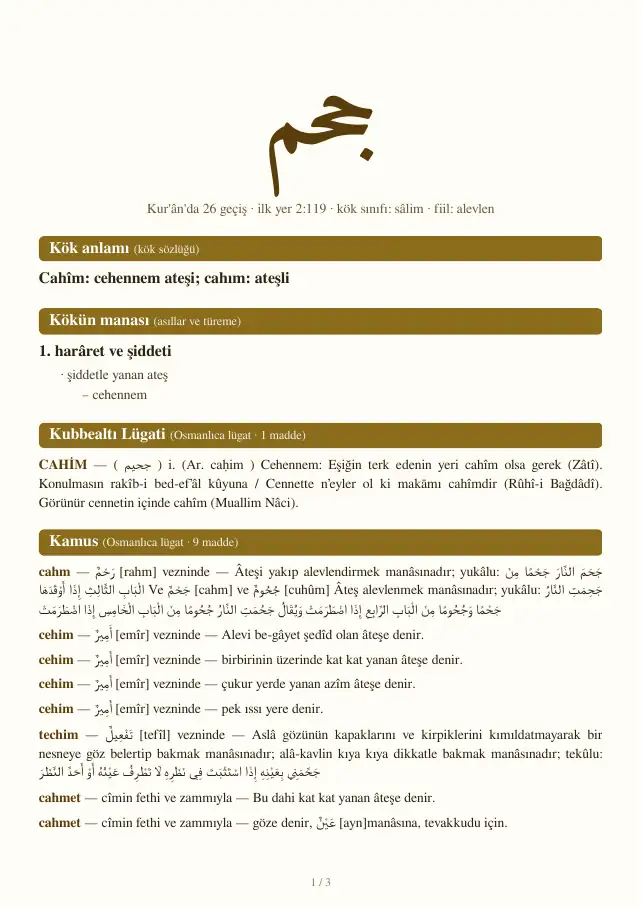 جحم
Kur'ân'da 26 geçiş · ilk yer 2:119 · kök sınıfı: sâlim · fiil: alevlen
Kök anlamı (kök sözlüğü)
Cahîm: cehennem ateşi; cahım: ateşli
Kökün manası (asıllar ve türeme)
1. harâret ve şiddeti
· şiddetle yanan ateş
– cehennem
Kubbealtı Lügati (Osmanlıca lügat · 1 madde)
CAHİM — ( جحيم ) i. (Ar. caḥіm ) Cehennem: Eşiğin terk edenin yeri cahîm olsa gerek (Zâtî).
Konulmasın rakîb-i bed-ef'âl kûyuna / Cennette n'eyler ol ki makāmı cahîmdir (Rûhî-i Bağdâdî).
Görünür cennetin içinde cahîm (Muallim Nâci).
Kamus (Osmanlıca lügat · 9 madde)
cahm — رَحْمٌ [rahm] vezninde — Âteşi yakıp alevlendirmek manâsınadır; yukâlu: جَحَمَ النَّارَ جَحْمًا مِنَ
الْبَابِ الثَّالِثِ إِذَا أَوْقَدَهَا Ve جَحَمٌ [cahm] ve جُحُومٌ [cuhûm] Âteş alevlenmek manâsınadır; yukâlu: جَحِمَتِ النَّارُ
جَحَمًا وَجُحُومًا مِنَ الْبَابِ الرَّابِعِ إِذَا اضْطَرَمَتْ وَيُقَالُ جَحُمَتِ النَّارُ جُحُومًا مِنَ الْبَابِ الْخَامِسِ إِذَا اضْطَرَمَتْ
cehim — أَمِيرٌ [emîr] vezninde — Alevi be-gâyet şedîd olan âteşe denir.
cehim — أَمِيرٌ [emîr] vezninde — birbirinin üzerinde kat kat yanan âteşe denir.
cehim — أَمِيرٌ [emîr] vezninde — çukur yerde yanan azîm âteşe denir.
cehim — أَمِيرٌ [emîr] vezninde — pek ıssı yere denir.
techim — تَفْعِيلٌ [tefîl] vezninde — Aslâ gözünün kapaklarını ve kirpiklerini kımıldatmayarak bir
nesneye göz belertip bakmak manâsınadır; alâ-kavlin kıya kıya dikkatle bakmak manâsınadır; tekûlu:
جَحَّمَنِي بِعَيْنِهِ إِذَا اسْتَثْبَتَ فِي نَظَرِهِ لَا تَطْرِفُ عَيْنُهُ أَوْ أَحَدَّ النَّظَرَ
cahmet — cîmin fethi ve zammıyla — Bu dahi kat kat yanan âteşe denir.
cahmet — cîmin fethi ve zammıyla — göze denir, عَيْنٌ [ayn]manâsına, tevakkudu için.
1 / 3